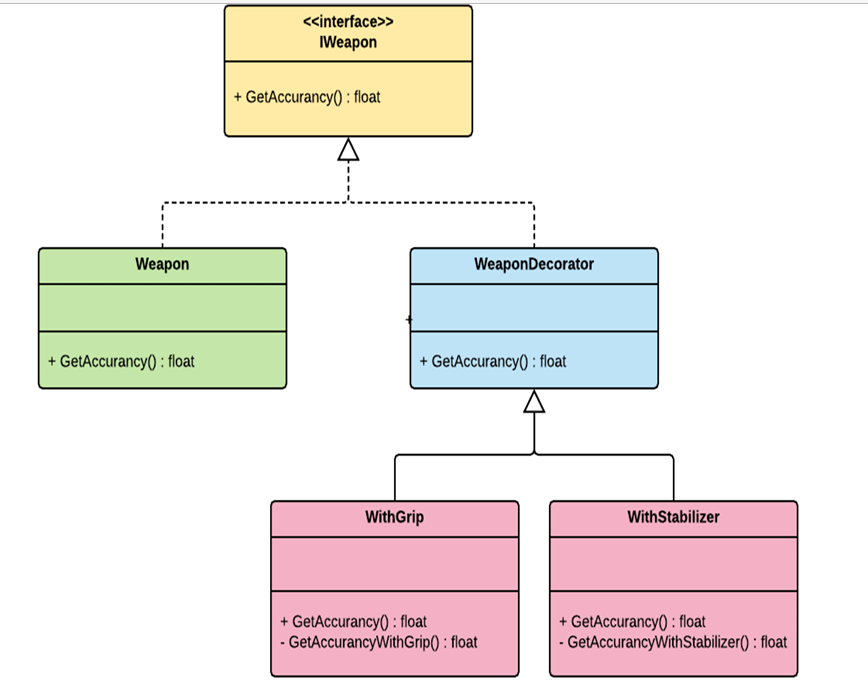 <<interface>>
IWeapon
+ GetAccurancy() : float
Weapon
WeaponDecorator
+
+ GetAccurancy() : float
+ GetAccurancy() : float
WithGrip
WithStabilizer
+ GetAccurancy() : float
- GetAccurancyWithGrip() : float
+ GetAccurancy() : float
- GetAccurancyWithStabilizer() : float